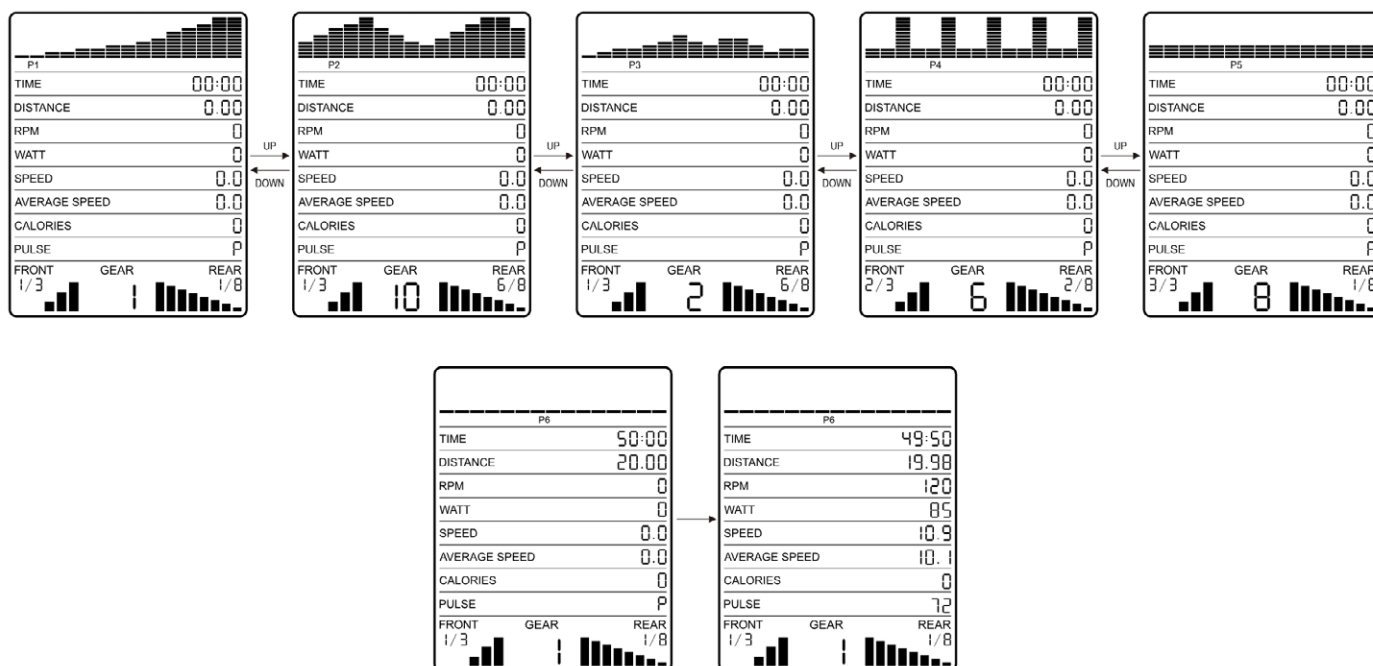 P1
TIME 00:00
DISTANCE 0.00
RPM 0
WATT 0
SPEED 0.0
AVERAGE SPEED 0.0
CALORIES 0
PULSE P
FRONT GEAR REAR
1/3 1 1/8
UP
DOWN
P2
TIME 00:00
DISTANCE 0.00
RPM 0
WATT 0
SPEED 0.0
AVERAGE SPEED 0.0
CALORIES 0
PULSE P
FRONT GEAR REAR
1/3 10 6/8
UP
DOWN
P3
TIME 00:00
DISTANCE 0.00
RPM 0
WATT 0
SPEED 0.0
AVERAGE SPEED 0.0
CALORIES 0
PULSE P
FRONT GEAR REAR
1/3 2 6/8
UP
DOWN
P4
TIME 00:00
DISTANCE 0.00
RPM 0
WATT 0
SPEED 0.0
AVERAGE SPEED 0.0
CALORIES 0
PULSE P
FRONT GEAR REAR
2/3 6 2/8
UP
DOWN
P5
TIME 00:00
DISTANCE 0.00
RPM 0
WATT 0
SPEED 0.0
AVERAGE SPEED 0.0
CALORIES 0
PULSE P
FRONT GEAR REAR
3/3 8 1/8
P6
TIME 50:00
DISTANCE 20.00
RPM 0
WATT 0
SPEED 0.0
AVERAGE SPEED 0.0
CALORIES 0
PULSE P
FRONT GEAR REAR
1/3 1 1/8
P6
TIME 49:50
DISTANCE 19.98
RPM 120
WATT 85
SPEED 10.9
AVERAGE SPEED 10.1
CALORIES 0
PULSE 72
FRONT GEAR REAR
1/3 1 1/8